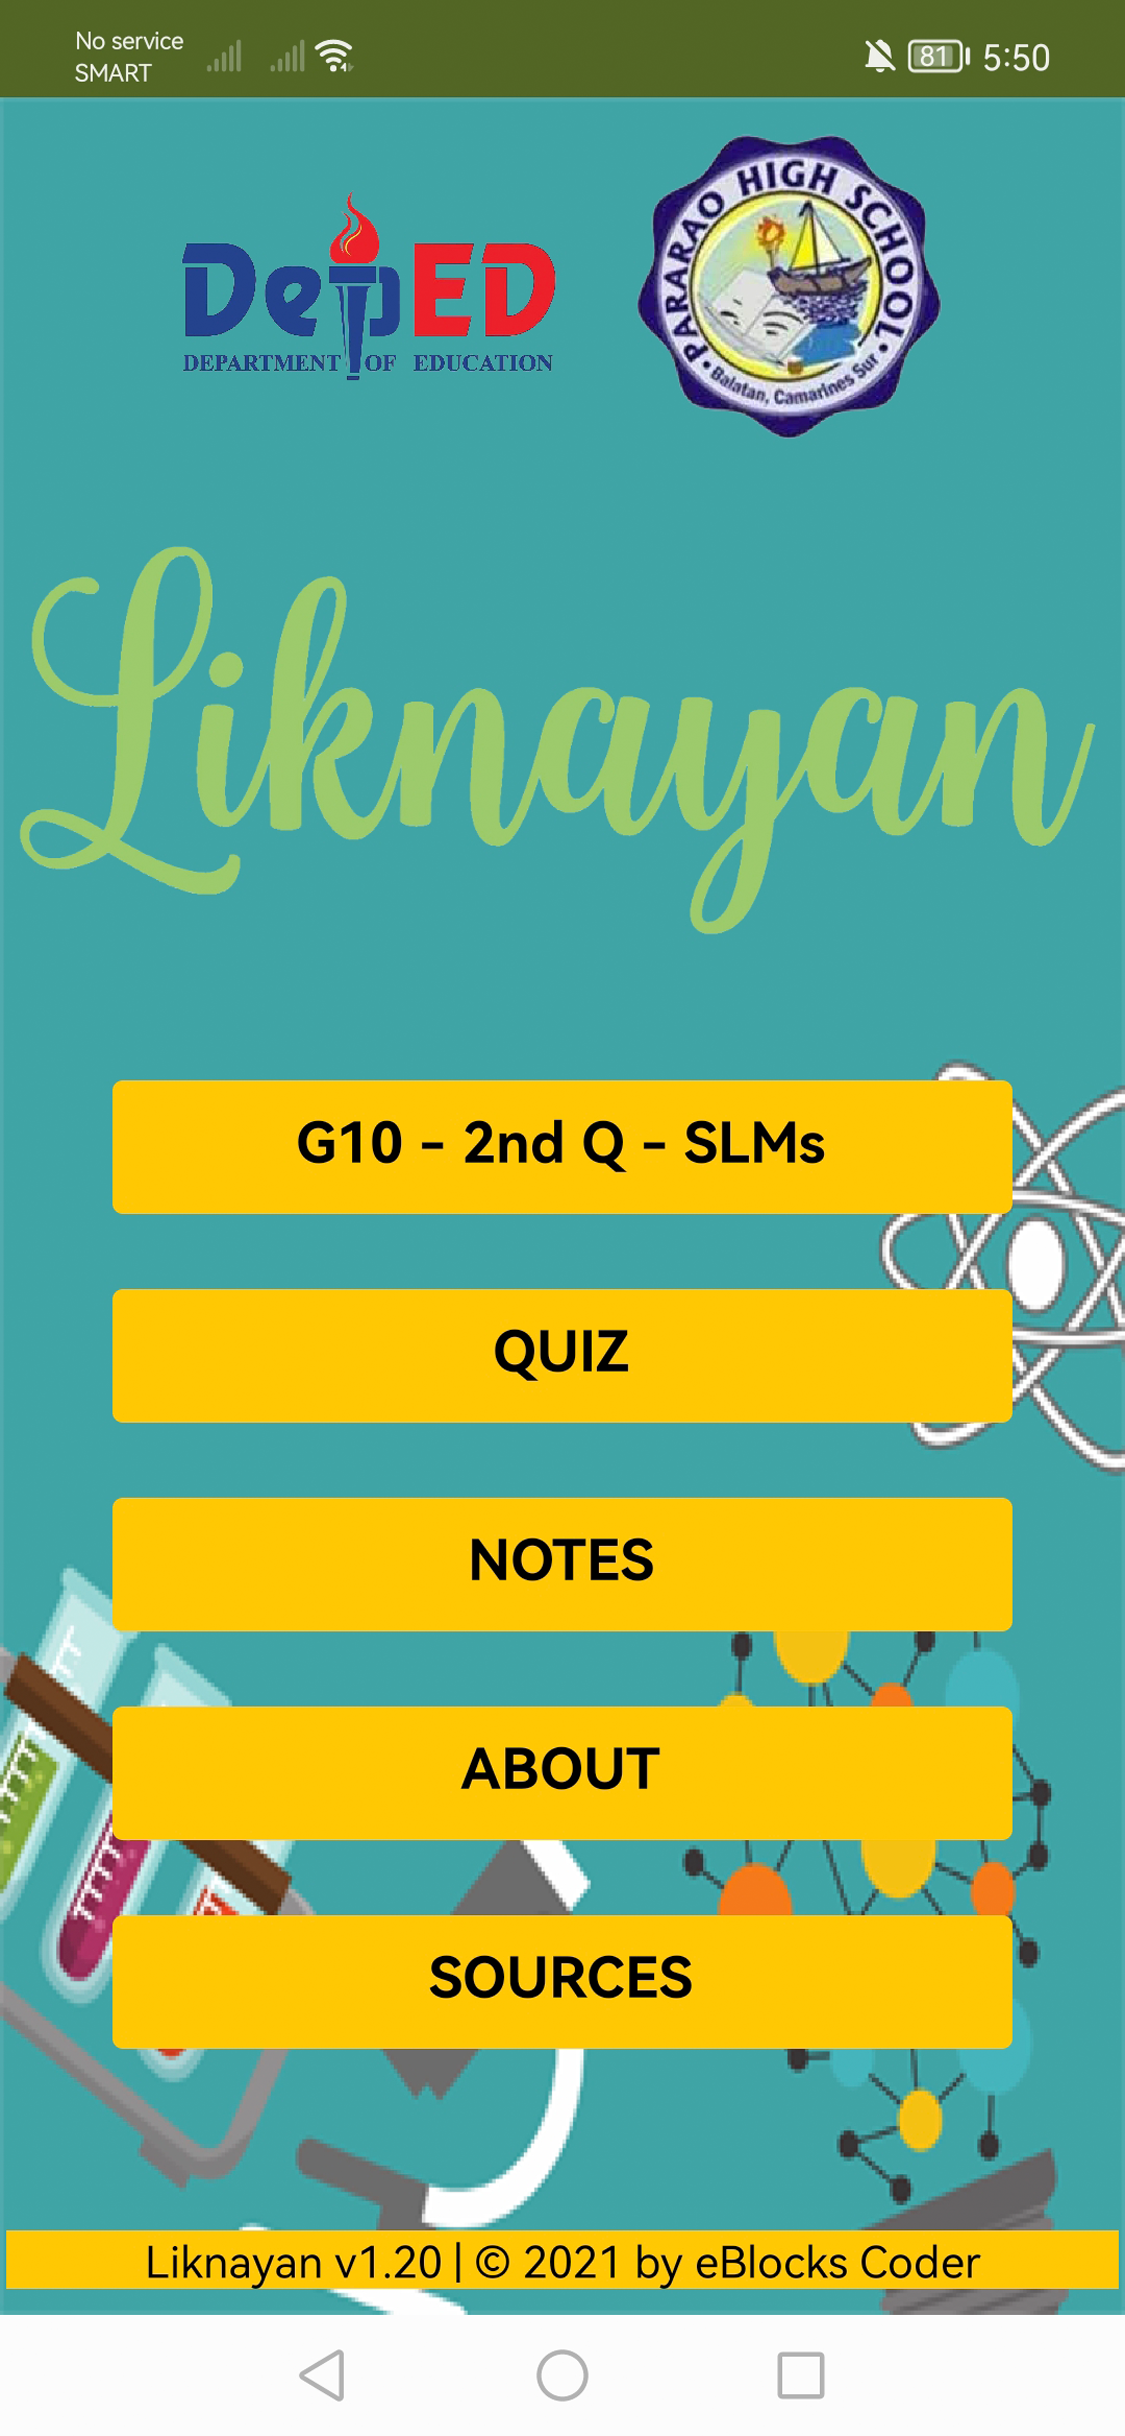 No service
SMART
81
5:50
DepED
DEPARTMENT OF EDUCATION
PARARAO HIGH SCHOOL
Balatan, Camarines Sur
Liknayan
G10 - 2nd Q - SLMs
QUIZ
NOTES
ABOUT
SOURCES
Liknayan v1.20 | © 2021 by eBlocks Coder